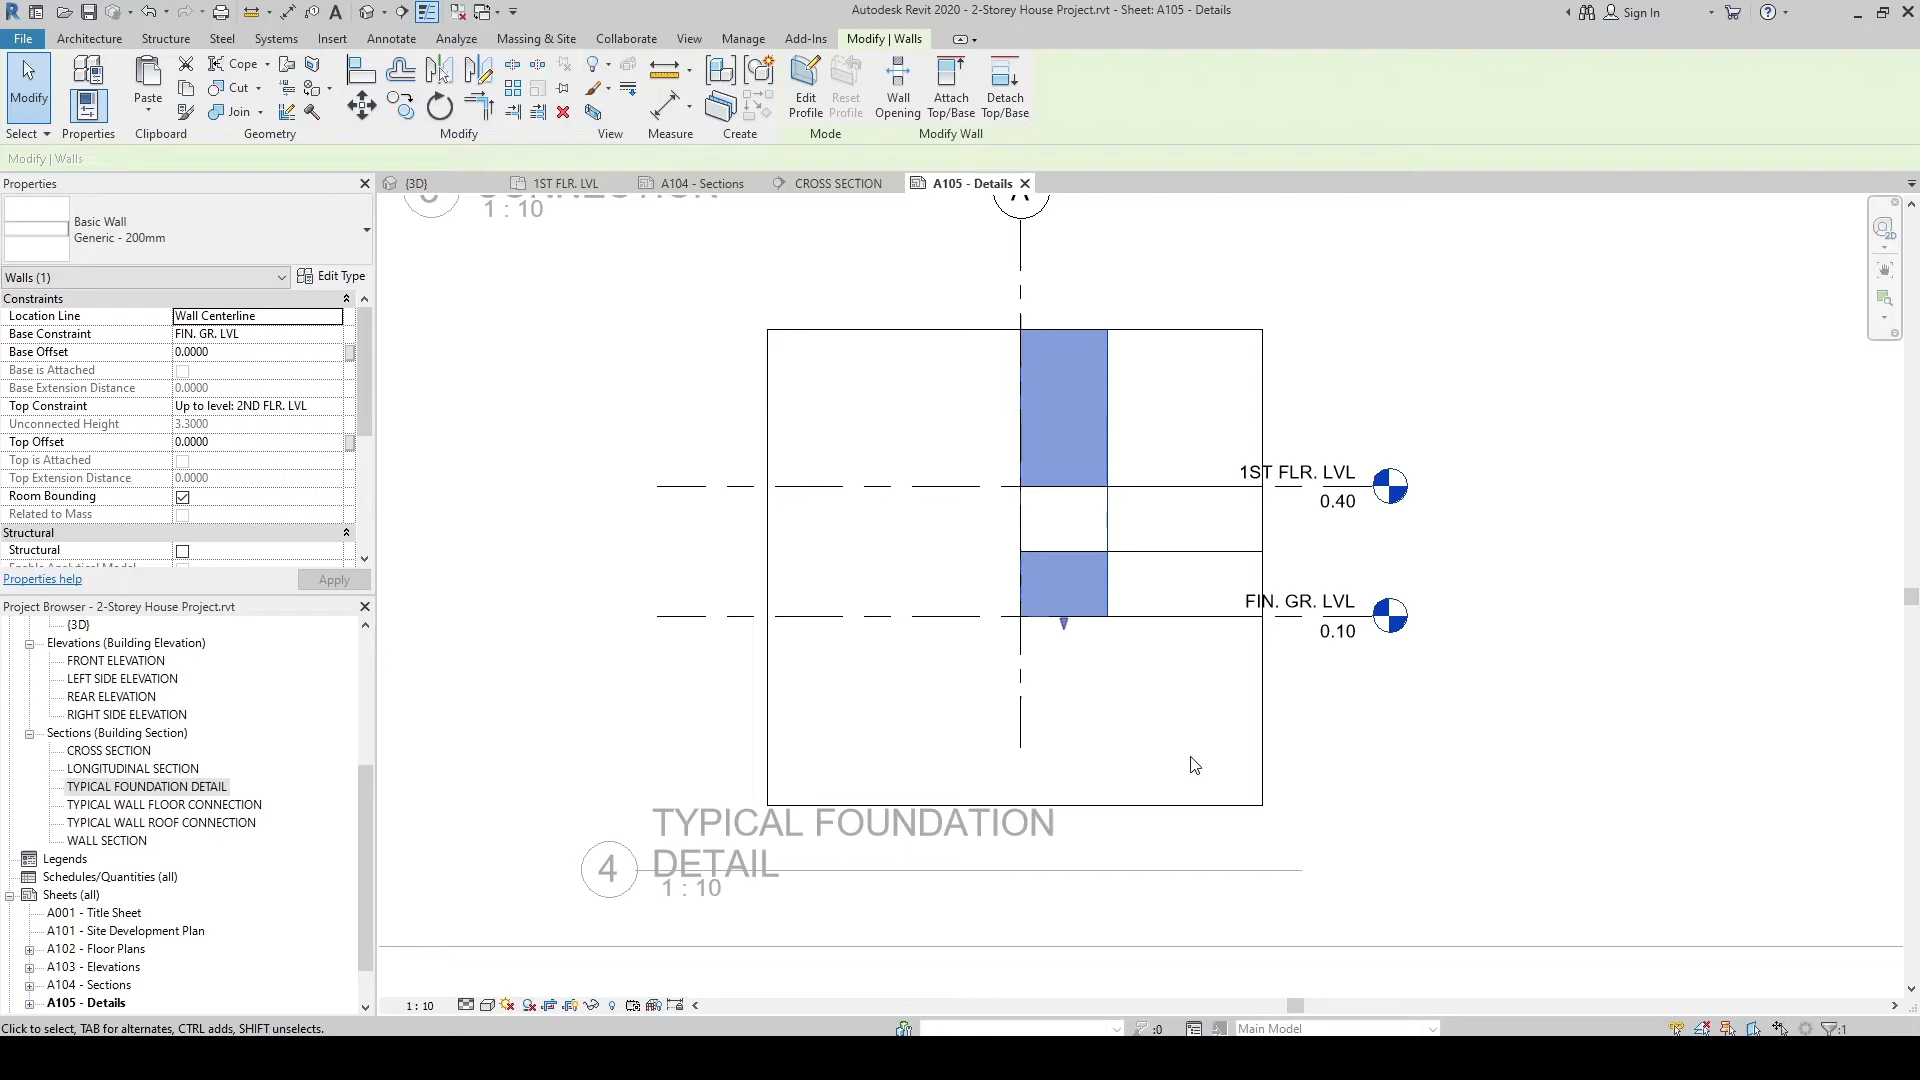 Autodesk Revit 2020 - 2-Storey House Project.rvt - Sheet: A105 - Details
Sign In
File
Architecture
Structure
Steel
Systems
Insert
Annotate
Analyze
Massing & Site
Collaborate
View
Manage
Add-Ins
Modify | Walls
Modify
Select
Properties
Paste
Clipboard
Cope
Cut
Join
Geometry
Modify
View
Measure
Create
Edit
Profile
Reset
Profile
Mode
Wall
Opening
Attach
Top/Base
Detach
Top/Base
Modify Wall
Modify | Walls
Properties
Basic Wall
Generic - 200mm
Walls (1)
Edit Type
Constraints
Location Line Wall Centerline
Base Constraint FIN. GR. LVL
Base Offset 0.0000
Base is Attached
Base Extension Distance 0.0000
Top Constraint Up to level: 2ND FLR. LVL
Unconnected Height 3.3000
Top Offset 0.0000
Top is Attached
Top Extension Distance 0.0000
Room Bounding
Related to Mass
Structural
Structural
Properties help
Apply
Project Browser - 2-Storey House Project.rvt
{3D}
Elevations (Building Elevation)
FRONT ELEVATION
LEFT SIDE ELEVATION
REAR ELEVATION
RIGHT SIDE ELEVATION
Sections (Building Section)
CROSS SECTION
LONGITUDINAL SECTION
TYPICAL FOUNDATION DETAIL
TYPICAL WALL FLOOR CONNECTION
TYPICAL WALL ROOF CONNECTION
WALL SECTION
Legends
Schedules/Quantities (all)
Sheets (all)
A001 - Title Sheet
A101 - Site Development Plan
A102 - Floor Plans
A103 - Elevations
A104 - Sections
A105 - Details
{3D}
1ST FLR. LVL
A104 - Sections
CROSS SECTION
A105 - Details
CONNECTION
1 : 10
A
1ST FLR. LVL
0.40
FIN. GR. LVL
0.10
TYPICAL FOUNDATION
DETAIL
4
1 : 10
1 : 10
Click to select, TAB for alternates, CTRL adds, SHIFT unselects.
:0
Main Model
:1